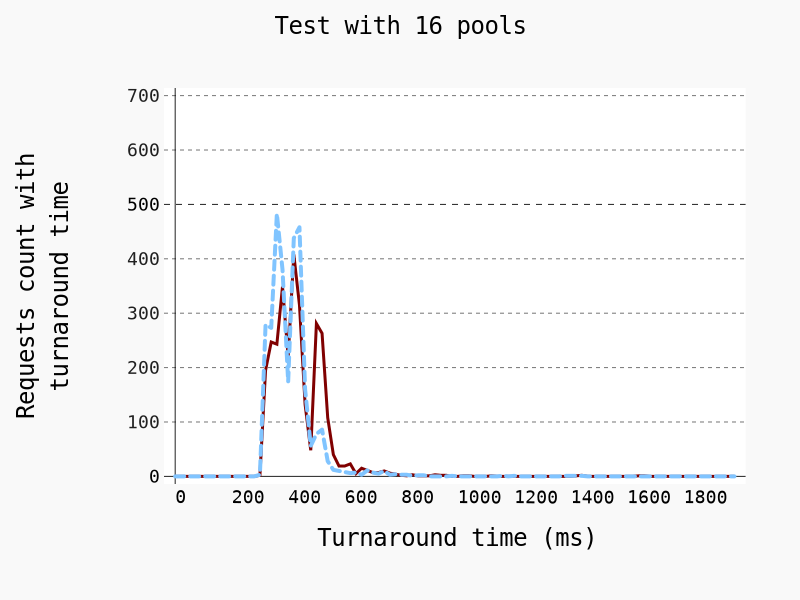 Test with 16 pools
Requests count with
turnaround time
700
600
500
400
300
200
100
0
0 200 400 600 800 1000 1200 1400 1600 1800
Turnaround time (ms)